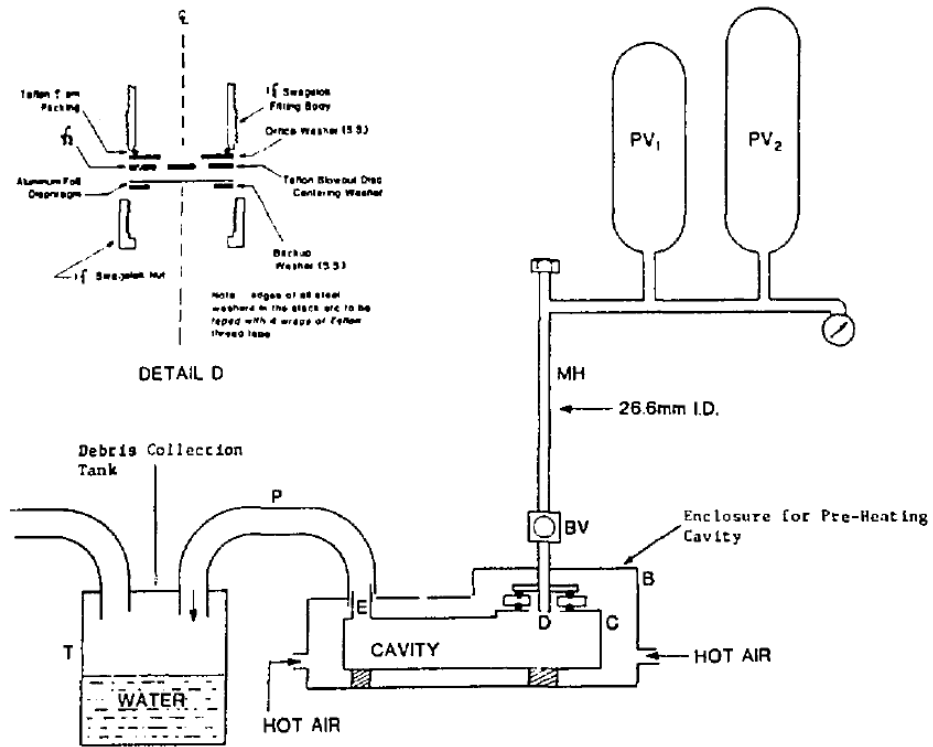 ℄
Teflon
Packing
Swagelok
Fitting Body
Orifice Washer (S.S.)
Aluminum Foil
Diaphragm
Teflon Blowout Disc
Centering Washer
Swagelok Nut
Backup
Washer (S.S.)
Note: edges of all steel
washers in the stack are to be
taped with 4 wraps of Teflon
thread tape
DETAIL D
PV1
PV2
MH
26.6mm I.D.
Debris Collection
Tank
P
BV
Enclosure for Pre-Heating
Cavity
B
E
D
C
T
CAVITY
HOT AIR
WATER
HOT AIR